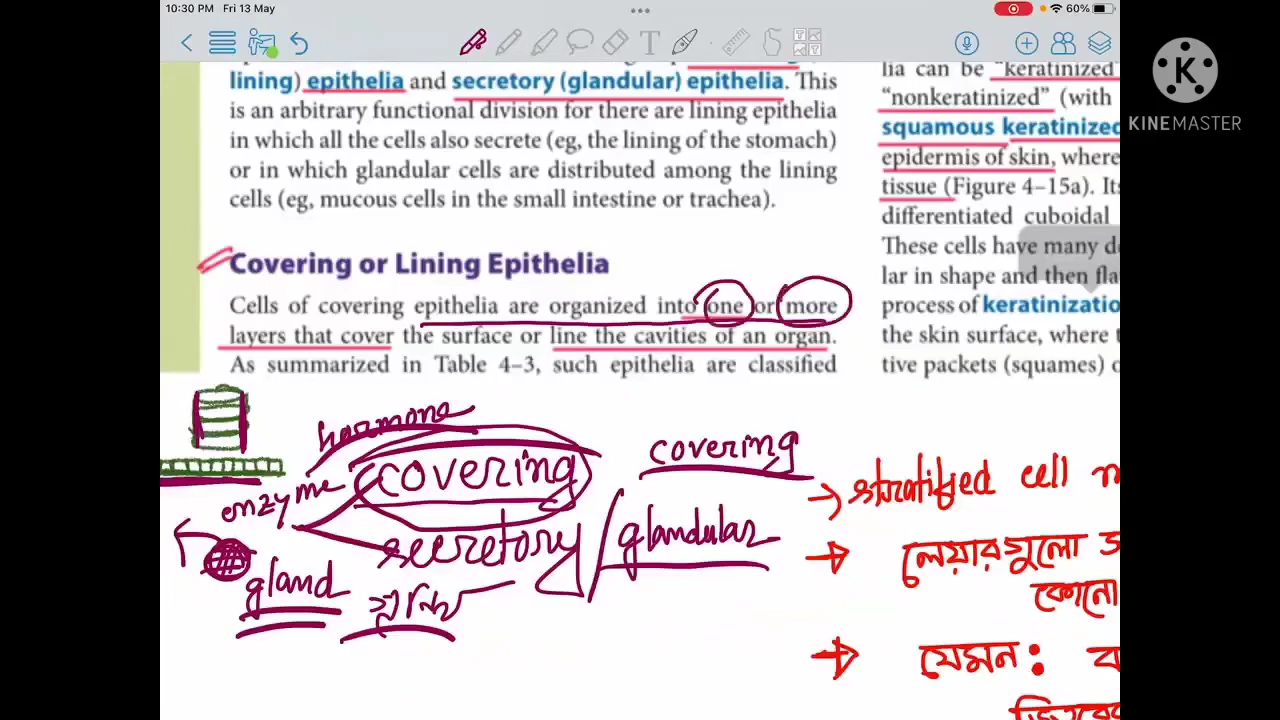 10:30 PM Fri 13 May
60%
KINEMASTER
lining) epithelia and secretory (glandular) epithelia. This
is an arbitrary functional division for there are lining epithelia
in which all the cells also secrete (eg, the lining of the stomach)
or in which glandular cells are distributed among the lining
cells (eg, mucous cells in the small intestine or trachea).
Covering or Lining Epithelia
Cells of covering epithelia are organized into one or more
layers that cover the surface or line the cavities of an organ.
As summarized in Table 4–3, such epithelia are classified
lia can be "keratinized"
"nonkeratinized" (with
squamous keratinized
epidermis of skin, where
tissue (Figure 4–15a). Its
differentiated cuboidal
These cells have many de
lar in shape and then fla
process of keratinizatio
the skin surface, where t
tive packets (squames) o
hormone
enzyme
covering
secretory / glandular
covering
gland
→ stratified cell
→ লেয়ারগুলো
কোনো
→ যেমন: